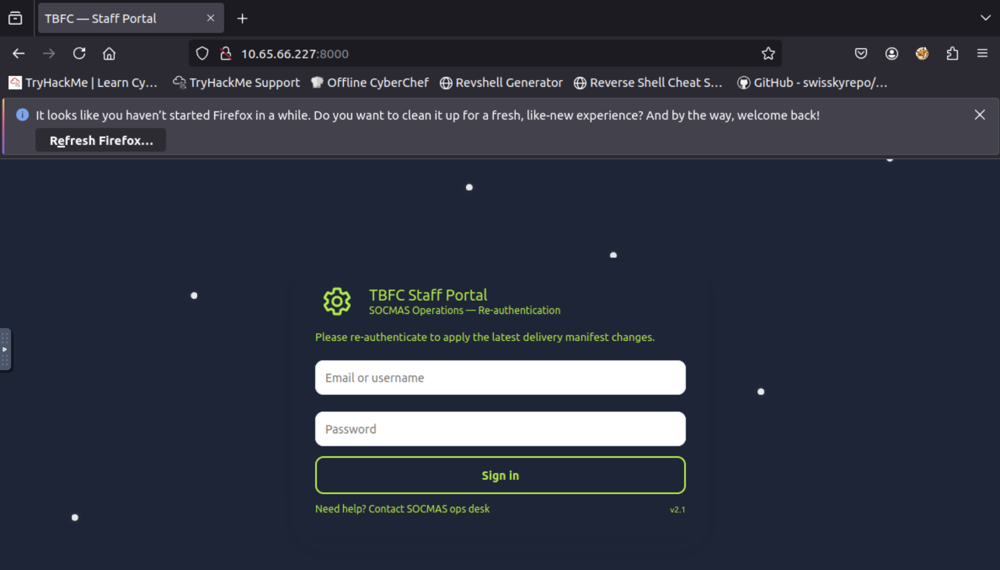 TBFC — Staff Portal
10.65.66.227:8000
TryHackMe | Learn Cy... TryHackMe Support Offline CyberChef Revshell Generator Reverse Shell Cheat S... GitHub - swisskyrepo/...
It looks like you haven't started Firefox in a while. Do you want to clean it up for a fresh, like-new experience? And by the way, welcome back!
Refresh Firefox...
TBFC Staff Portal
SOCMAS Operations — Re-authentication
Please re-authenticate to apply the latest delivery manifest changes.
Email or username
Password
Sign in
Need help? Contact SOCMAS ops desk v2.1